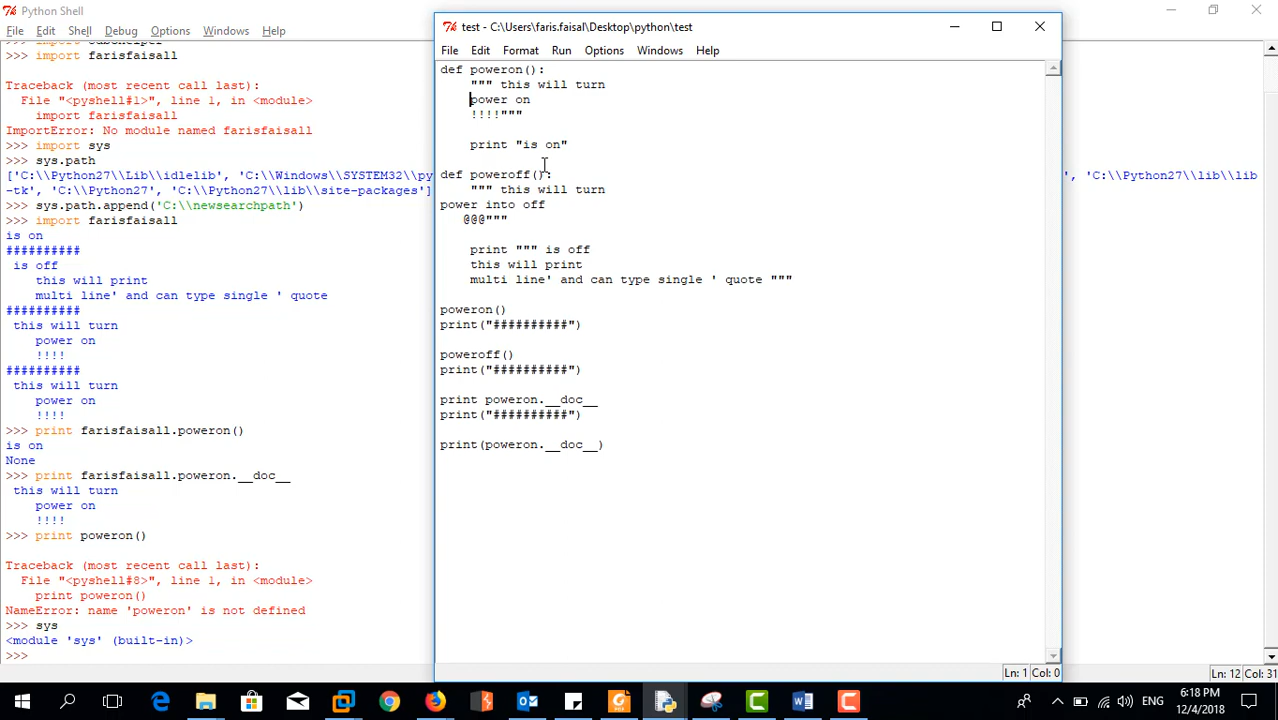 Python Shell
File Edit Shell Debug Options Windows Help
>>> import farisfaisall
Traceback (most recent call last):
File "<pyshell#1>", line 1, in <module>
import farisfaisall
ImportError: No module named farisfaisall
>>> import sys
>>> sys.path
['C:\\Python27\\Lib\\idlelib', 'C:\\Windows\\SYSTEM32\\py
-tk', 'C:\\Python27', 'C:\\Python27\\lib\\site-packages']
>>> sys.path.append('C:\\newsearchpath')
>>> import farisfaisall
is on
##########
is off
this will print
multi line' and can type single ' quote
##########
this will turn
power on
!!!!
##########
this will turn
power on
!!!!
>>> print farisfaisall.poweron()
is on
None
>>> print farisfaisall.poweron.__doc__
this will turn
power on
!!!!
>>> print poweron()
Traceback (most recent call last):
File "<pyshell#8>", line 1, in <module>
print poweron()
NameError: name 'poweron' is not defined
>>> sys
<module 'sys' (built-in)>
>>>
test - C:\Users\faris.faisal\Desktop\python\test
File Edit Format Run Options Windows Help
def poweron():
""" this will turn
power on
!!!!"""
print "is on"
def poweroff():
""" this will turn
power into off
@@@"""
print """ is off
this will print
multi line' and can type single ' quote """
poweron()
print("##########")
poweroff()
print("##########")
print poweron.__doc__
print("##########")
print(poweron.__doc__)
Ln: 1 Col: 0
', 'C:\\Python27\\lib\\lib
Ln: 12 Col: 31
ENG
6:18 PM
12/4/2018